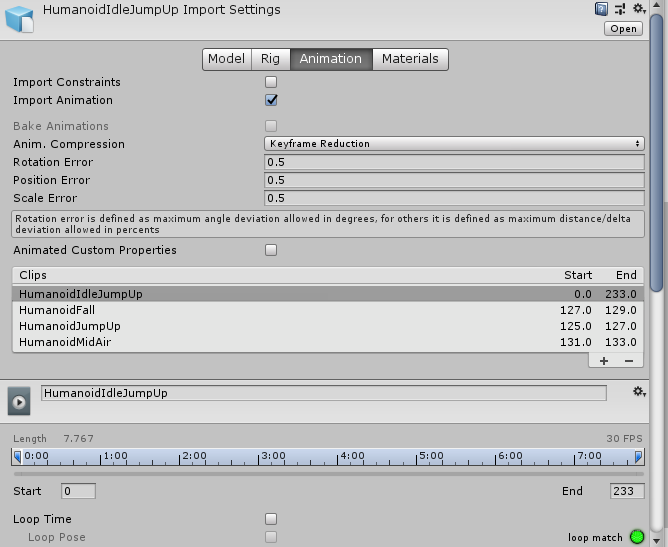 HumanoidIdleJumpUp Import Settings
Open
Model Rig Animation Materials
Import Constraints
Import Animation
Bake Animations
Anim. Compression Keyframe Reduction
Rotation Error 0.5
Position Error 0.5
Scale Error 0.5
Rotation error is defined as maximum angle deviation allowed in degrees, for others it is defined as maximum distance/delta
deviation allowed in percents
Animated Custom Properties
Clips Start End
HumanoidIdleJumpUp 0.0 233.0
HumanoidFall 127.0 129.0
HumanoidJumpUp 125.0 127.0
HumanoidMidAir 131.0 133.0
+ −
HumanoidIdleJumpUp
Length 7.767 30 FPS
0:00 1:00 2:00 3:00 4:00 5:00 6:00 7:00
Start 0 End 233
Loop Time
Loop Pose loop match